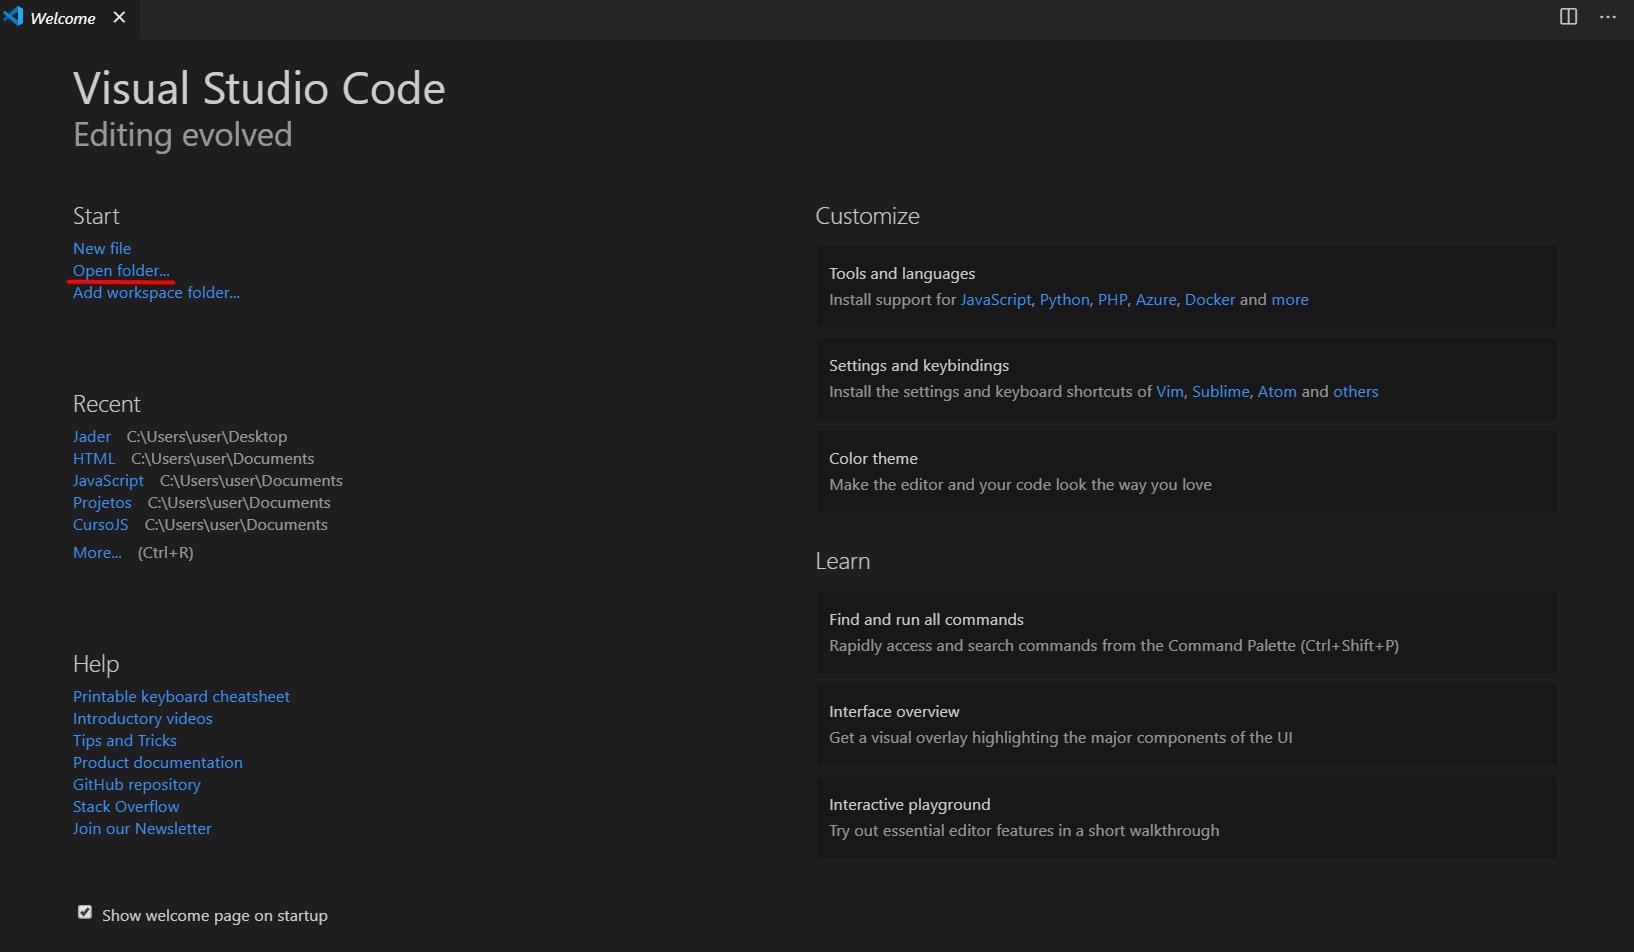 Welcome
Visual Studio Code
Editing evolved
Start
New file
Open folder...
Add workspace folder...
Recent
Jader C:\Users\user\Desktop
HTML C:\Users\user\Documents
JavaScript C:\Users\user\Documents
Projetos C:\Users\user\Documents
CursoJS C:\Users\user\Documents
More... (Ctrl+R)
Help
Printable keyboard cheatsheet
Introductory videos
Tips and Tricks
Product documentation
GitHub repository
Stack Overflow
Join our Newsletter
Show welcome page on startup
Customize
Tools and languages
Install support for JavaScript, Python, PHP, Azure, Docker and more
Settings and keybindings
Install the settings and keyboard shortcuts of Vim, Sublime, Atom and others
Color theme
Make the editor and your code look the way you love
Learn
Find and run all commands
Rapidly access and search commands from the Command Palette (Ctrl+Shift+P)
Interface overview
Get a visual overlay highlighting the major components of the UI
Interactive playground
Try out essential editor features in a short walkthrough